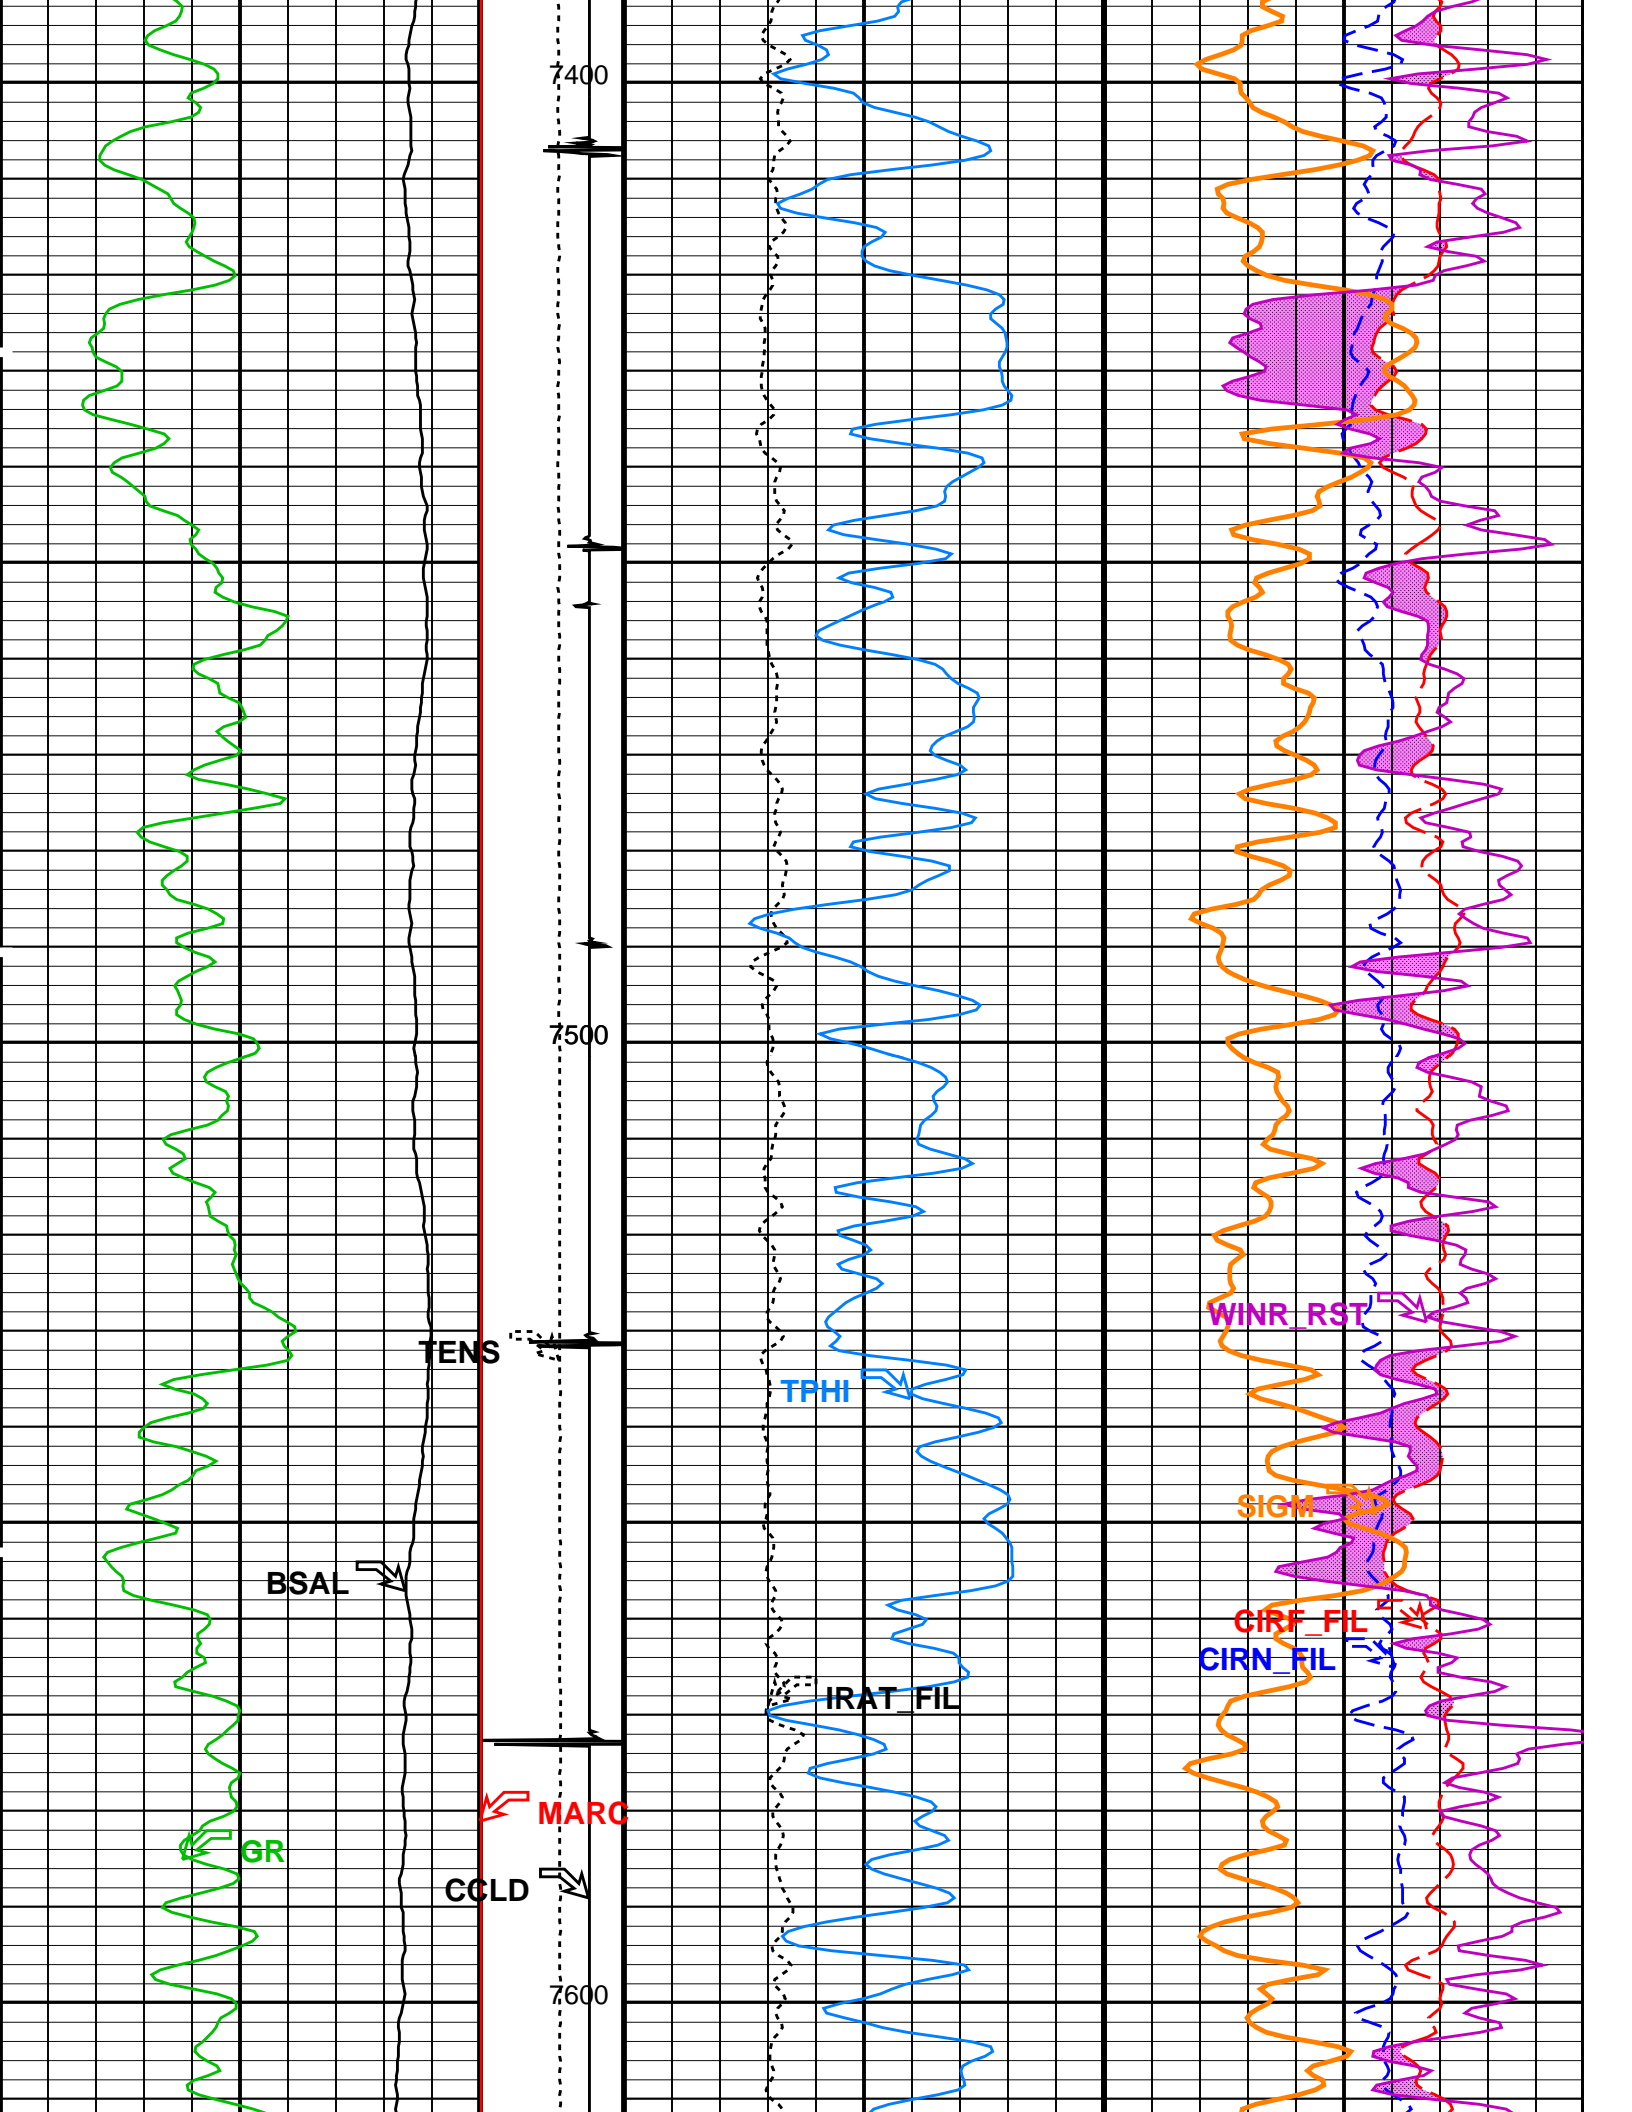 7400
7500
WINR_RST
TENS
TPHI
SIGM
BSAL
CIRF_FIL
CIRN_FIL
IRAT_FIL
MARC
GR
CCLD
7600